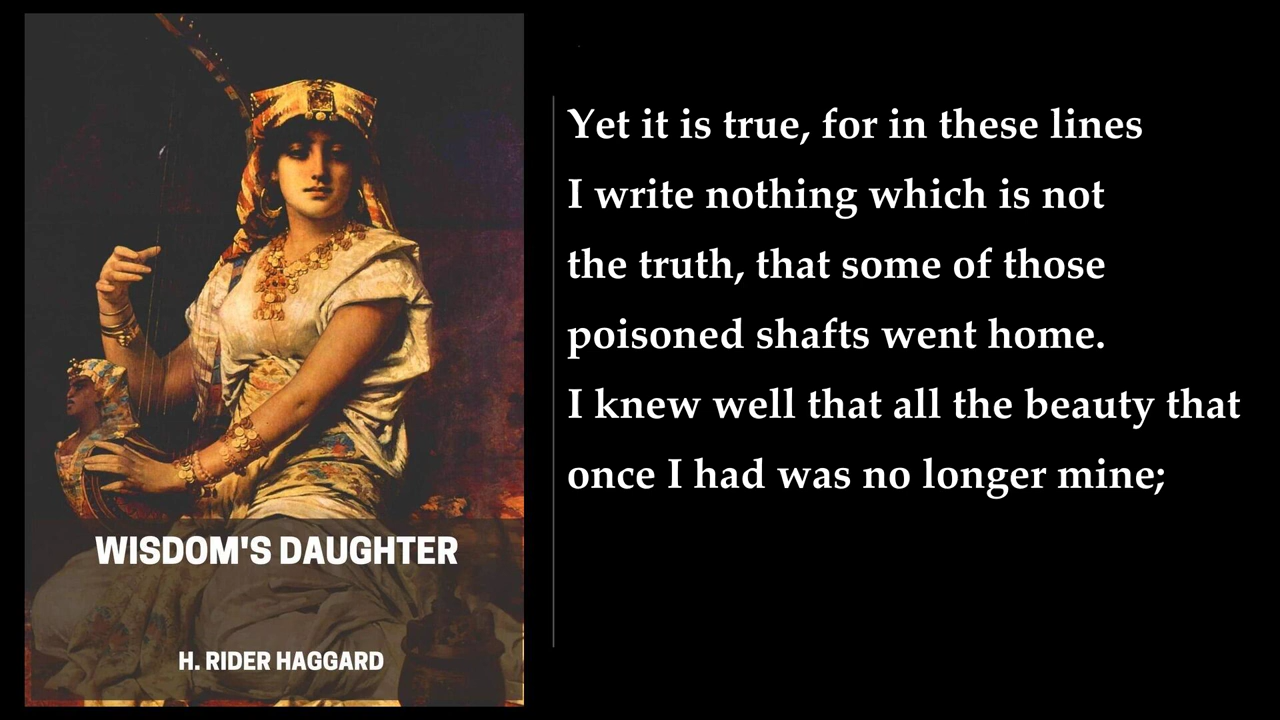 WISDOM'S DAUGHTER
H. RIDER HAGGARD
Yet it is true, for in these lines
I write nothing which is not
the truth, that some of those
poisoned shafts went home.
I knew well that all the beauty that
once I had was no longer mine;